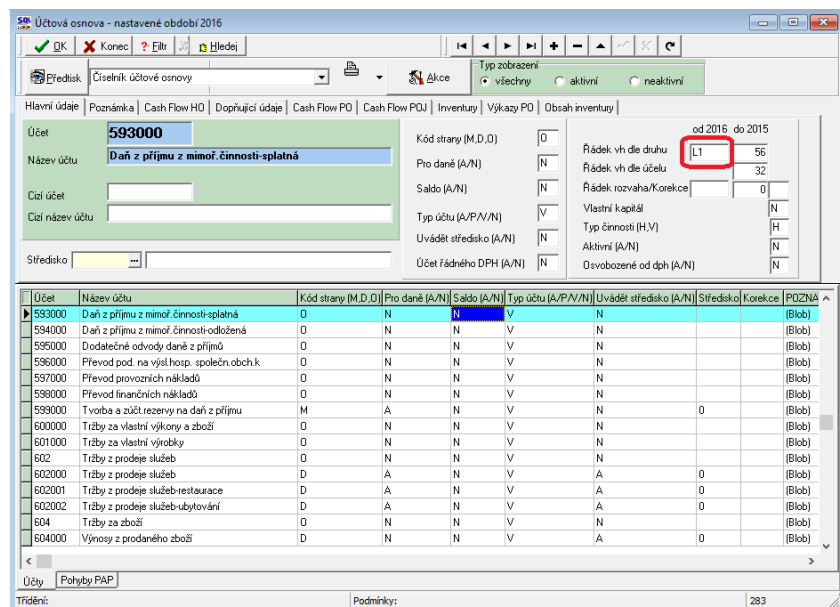 SQL Účtová osnova - nastavené období 2016
OK Konec ? Filtr Hledej
Předtisk Číselník účtové osnovy Akce Typ zobrazení všechny aktivní neaktivní
Hlavní údaje Poznámka Cash Flow HO Dopňující údaje Cash Flow PO Cash Flow POJ Inventury Výkazy PO Obsah inventury
Účet 593000
Název účtu Daň z příjmu z mimoř.činnosti-splatná
Cizí účet
Cizí název účtu
Středisko ...
Kód strany (M,D,O) O
Pro daně (A/N) N
Saldo (A/N) N
Typ účtu (A/P/V/N) V
Uvádět středisko (A/N) N
Účet řádného DPH (A/N) N
od 2016 do 2015
Řádek vh dle druhu L1 56
Řádek vh dle účelu 32
Řádek rozvaha/Korekce 0
Vlastní kapitál N
Typ činnosti (H,V) H
Aktivní (A/N) N
Osvobozené od dph (A/N) N
Účet Název účtu Kód strany (M,D,O) Pro daně (A/N) Saldo (A/N) Typ účtu (A/P/V/N) Uvádět středisko (A/N) Středisko Korekce POZNA
593000 Daň z příjmu z mimoř.činnosti-splatná O N N V N (Blob)
594000 Daň z příjmu z mimoř.činnosti-odložená O N N V N (Blob)
595000 Dodatečné odvody daně z příjmů O N N V N (Blob)
596000 Převod pod. na výsl.hosp. společn.obch.k O N N V N (Blob)
597000 Převod provozních nákladů O N N V N (Blob)
598000 Převod finančních nákladů O N N V N (Blob)
599000 Tvorba a zúčt.rezervy na daň z příjmu M A N V N 0 (Blob)
600000 Tržby za vlastní výkony a zboží O N N V N (Blob)
601000 Tržby za vlastní výrobky O N N V N (Blob)
602 Tržby z prodeje služeb O N N V N (Blob)
602000 Tržby z prodeje služeb D A N V A 0 (Blob)
602001 Tržby z prodeje služeb-restaurace D A N V A 0 (Blob)
602002 Tržby z prodeje služeb-ubytování D A N V A 0 (Blob)
604 Tržby za zboží O N N V N (Blob)
604000 Výnosy z prodaného zboží D N N V A 0 (Blob)
Účty Pohyby PAP
Třídění: Podmínky: 283